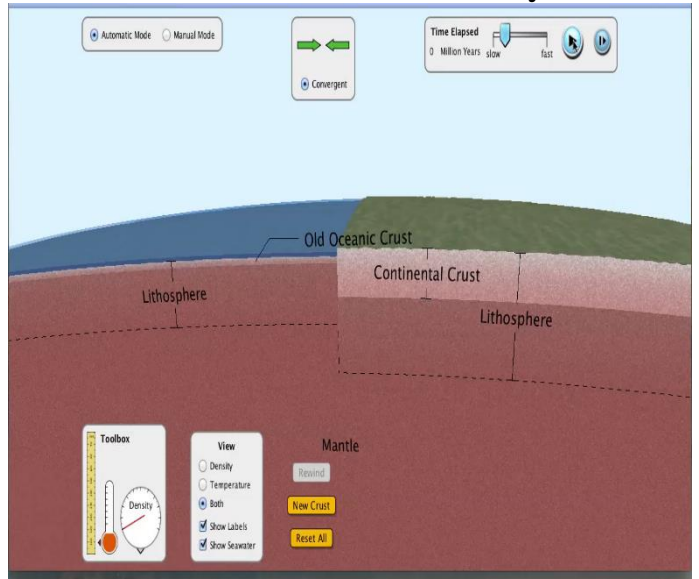 Automatic Mode Manual Mode
Convergent
Time Elapsed
0 Million Years slow fast
Old Oceanic Crust
Continental Crust
Lithosphere
Lithosphere
Mantle
Toolbox
Density
View
Density
Temperature
Both
Show Labels
Show Seawater
Rewind
New Crust
Reset All